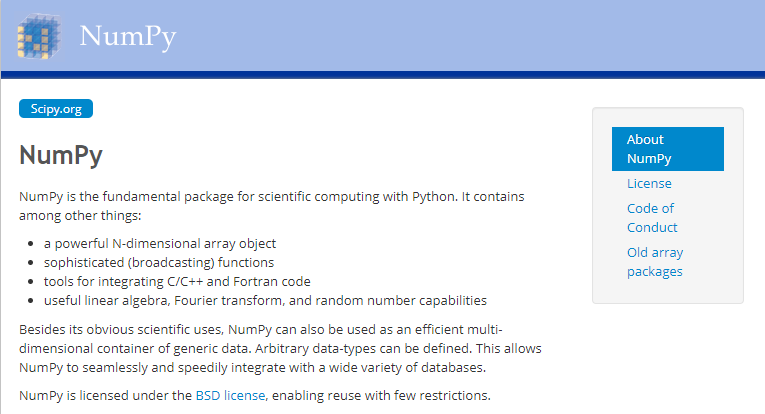 NumPy
Scipy.org
NumPy
NumPy is the fundamental package for scientific computing with Python. It contains
among other things:
a powerful N-dimensional array object
sophisticated (broadcasting) functions
tools for integrating C/C++ and Fortran code
useful linear algebra, Fourier transform, and random number capabilities
Besides its obvious scientific uses, NumPy can also be used as an efficient multi-
dimensional container of generic data. Arbitrary data-types can be defined. This allows
NumPy to seamlessly and speedily integrate with a wide variety of databases.
NumPy is licensed under the BSD license, enabling reuse with few restrictions.
About
NumPy
License
Code of
Conduct
Old array
packages